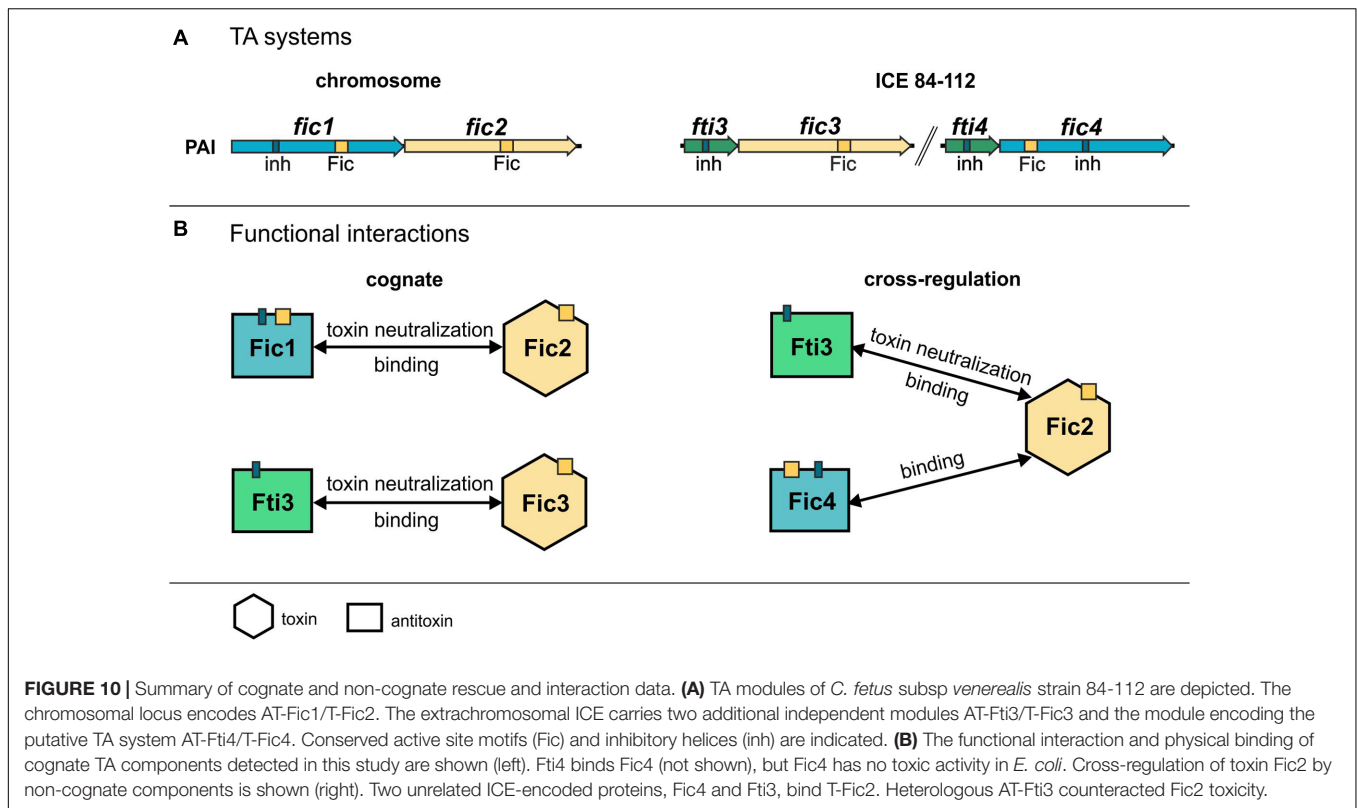 A TA systems
chromosome
ICE 84-112
PAI
fic1
fic2
inh
Fic
Fic
fti3
fic3
inh
Fic
fti4
fic4
inh
Fic
inh
B Functional interactions
cognate
cross-regulation
Fic1
toxin neutralization
binding
Fic2
Fti3
toxin neutralization
binding
Fic3
Fti3
toxin neutralization
binding
Fic2
Fic4
binding
toxin
antitoxin
FIGURE 10 | Summary of cognate and non-cognate rescue and interaction data. (A) TA modules of C. fetus subsp venerealis strain 84-112 are depicted. The
chromosomal locus encodes AT-Fic1/T-Fic2. The extrachromosomal ICE carries two additional independent modules AT-Fti3/T-Fic3 and the module encoding the
putative TA system AT-Fti4/T-Fic4. Conserved active site motifs (Fic) and inhibitory helices (inh) are indicated. (B) The functional interaction and physical binding of
cognate TA components detected in this study are shown (left). Fti4 binds Fic4 (not shown), but Fic4 has no toxic activity in E. coli. Cross-regulation of toxin Fic2 by
non-cognate components is shown (right). Two unrelated ICE-encoded proteins, Fic4 and Fti3, bind T-Fic2. Heterologous AT-Fti3 counteracted Fic2 toxicity.